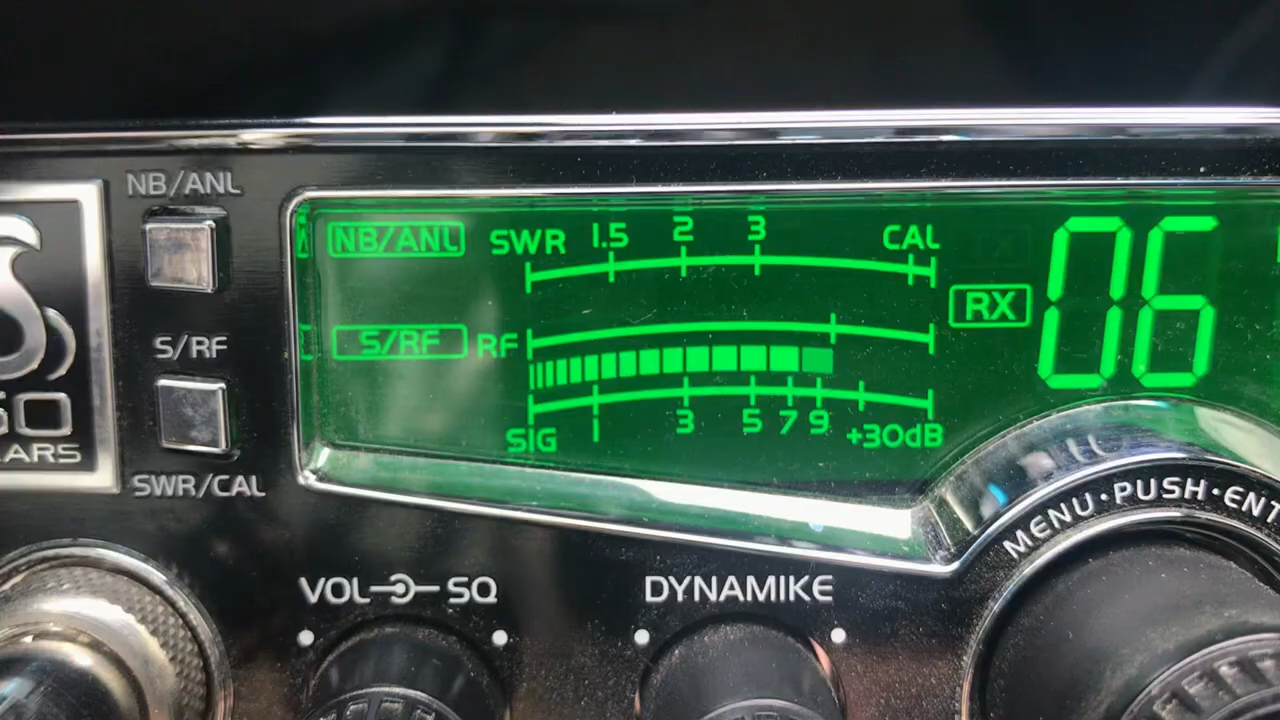 NB/ANL
S/RF
SWR/CAL
NB/ANL SWR 1.5 2 3 CAL
RX 06
S/RF RF
SIG 1 3 5 7 9 +30dB
MENU•PUSH•ENT
VOL SQ
DYNAMIKE